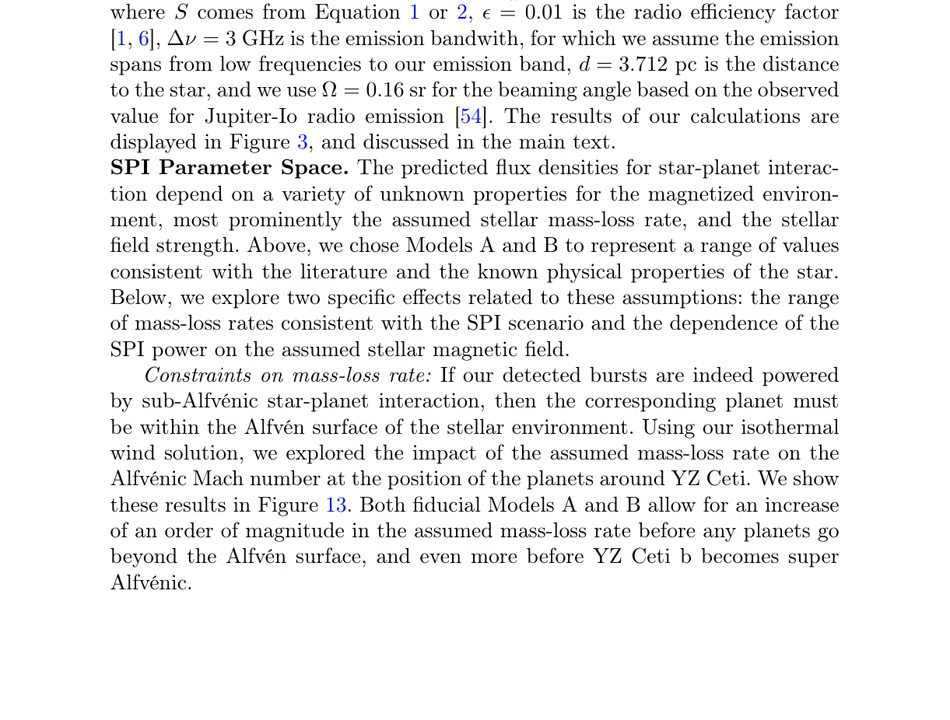 where S comes from Equation 1 or 2, ϵ = 0.01 is the radio efficiency factor
[1, 6], Δν = 3 GHz is the emission bandwith, for which we assume the emission
spans from low frequencies to our emission band, d = 3.712 pc is the distance
to the star, and we use Ω = 0.16 sr for the beaming angle based on the observed
value for Jupiter-Io radio emission [54]. The results of our calculations are
displayed in Figure 3, and discussed in the main text.
SPI Parameter Space. The predicted flux densities for star-planet interac-
tion depend on a variety of unknown properties for the magnetized environ-
ment, most prominently the assumed stellar mass-loss rate, and the stellar
field strength. Above, we chose Models A and B to represent a range of values
consistent with the literature and the known physical properties of the star.
Below, we explore two specific effects related to these assumptions: the range
of mass-loss rates consistent with the SPI scenario and the dependence of the
SPI power on the assumed stellar magnetic field.
Constraints on mass-loss rate: If our detected bursts are indeed powered
by sub-Alfvénic star-planet interaction, then the corresponding planet must
be within the Alfvén surface of the stellar environment. Using our isothermal
wind solution, we explored the impact of the assumed mass-loss rate on the
Alfvénic Mach number at the position of the planets around YZ Ceti. We show
these results in Figure 13. Both fiducial Models A and B allow for an increase
of an order of magnitude in the assumed mass-loss rate before any planets go
beyond the Alfvén surface, and even more before YZ Ceti b becomes super
Alfvénic.